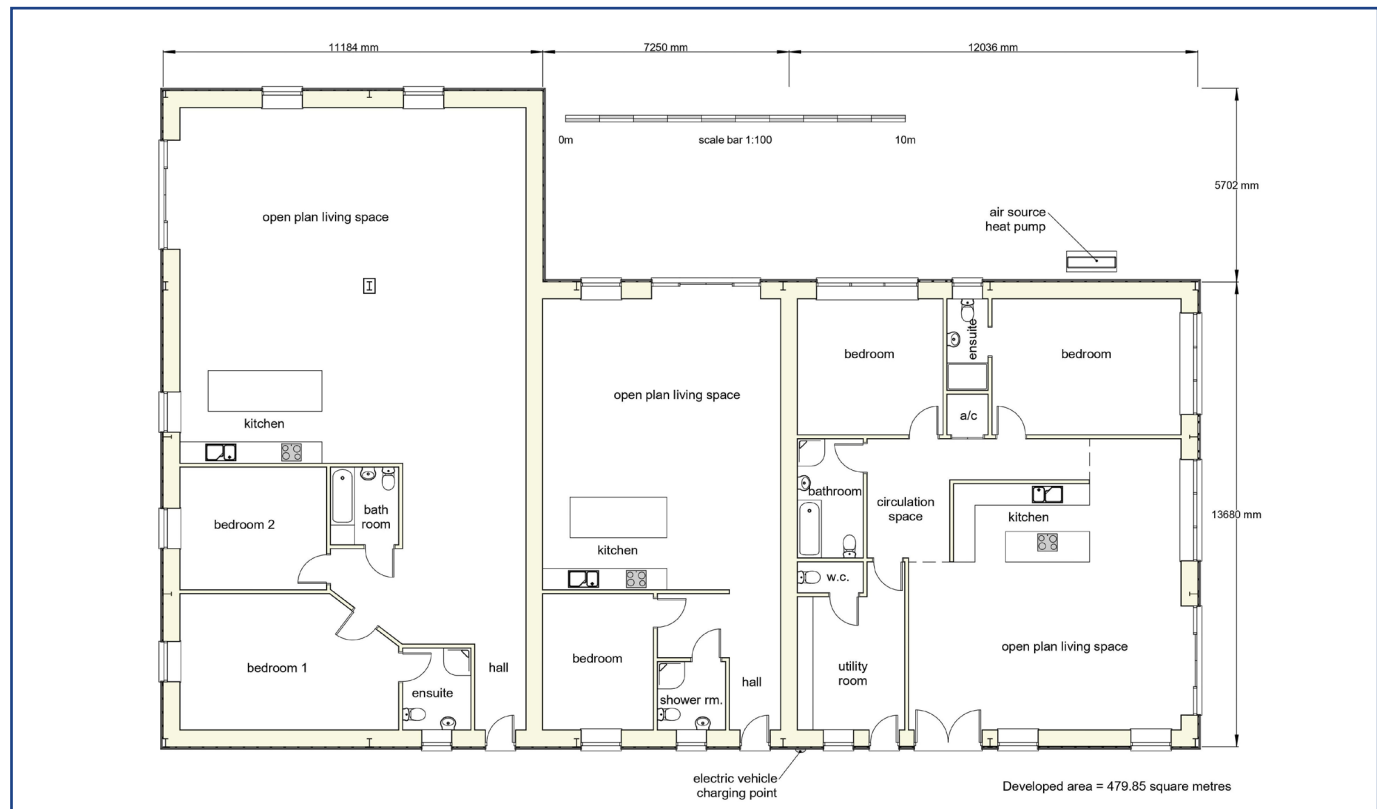 11184 mm
7250 mm
12036 mm
0m
scale bar 1:100
10m
5702 mm
open plan living space
air source
heat pump
bedroom
ensuite
bedroom
open plan living space
a/c
kitchen
bathroom
circulation
space
kitchen
13680 mm
bedroom 2
bath
room
kitchen
w.c.
open plan living space
bedroom 1
ensuite
hall
bedroom
shower rm.
hall
utility
room
electric vehicle
charging point
Developed area = 479.85 square metres